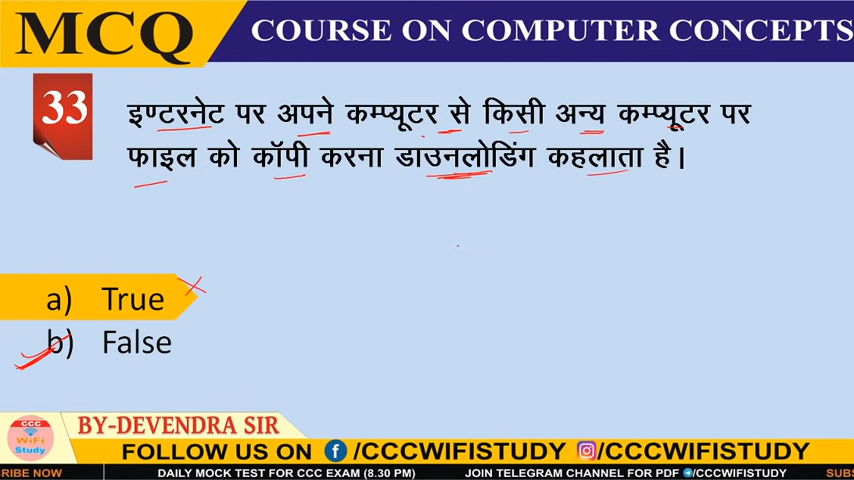 MCQ
COURSE ON COMPUTER CONCEPTS
33
इण्टरनेट पर अपने कम्प्यूटर से किसी अन्य कम्प्यूटर पर
फाइल को कॉपी करना डाउनलोडिंग कहलाता है।
a) True
b) False
CCC
WiFi
Study
BY-DEVENDRA SIR
FOLLOW US ON f/CCCWIFISTUDY /CCCWIFISTUDY
RIBE NOW DAILY MOCK TEST FOR CCC EXAM (8.30 PM) JOIN TELEGRAM CHANNEL FOR PDF /CCCWIFISTUDY SUBS